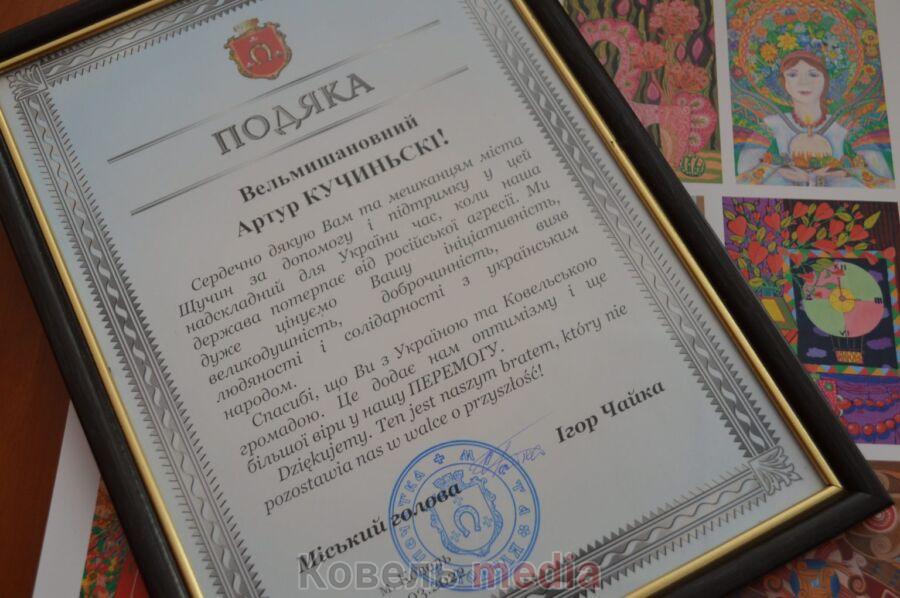 ПОДЯКА
Вельмишановний
Артур КУЧИНЬСКІ!
Сердечно дякую Вам та мешканцям міста
Щучин за допомогу і підтримку у цей
надскладний для України час, коли наша
держава потерпає від російської агресії. Ми
дуже цінуємо Вашу ініціативність,
великодушність, доброчинність, вияв
людяності і солідарності з українським
народом.
Спасибі, що Ви з Україною та Ковельською
громадою. Це додає нам оптимізму і ще
більшої віри у нашу ПЕРЕМОГУ.
Dziękujemy. Ten jest naszym bratem, który nie
pozostawia nas w walce o przyszłość!
Міський голова Ігор Чайка
Ковель media